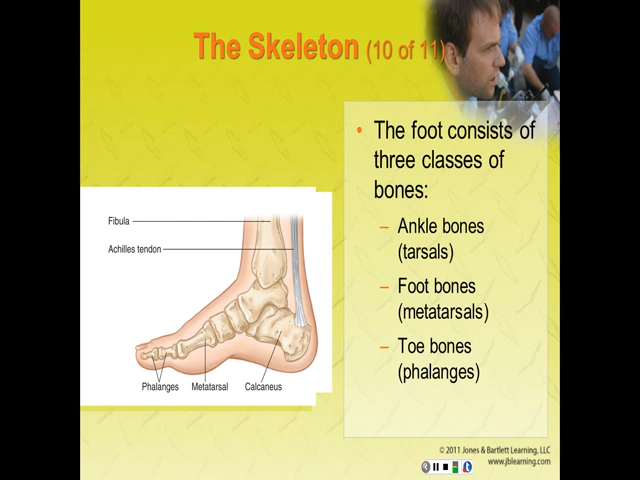 The Skeleton (10 of 11)
• The foot consists of
three classes of
bones:
– Ankle bones
(tarsals)
– Foot bones
(metatarsals)
– Toe bones
(phalanges)
Fibula
Achilles tendon
Phalanges Metatarsal Calcaneus
© 2011 Jones & Bartlett Learning, LLC
www.jblearning.com